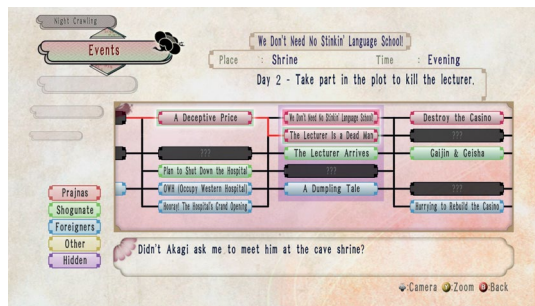 Night Crawling
Events
We Don't Need No Stinkin' Language School!
Place : Shrine Time : Evening
Day 2 - Take part in the plot to kill the lecturer.
A Deceptive Price
We Don't Need No Stinkin' Language School!
Destroy the Casino
The Lecturer Is a Dead Man
???
???
The Lecturer Arrives
Gaijin & Geisha
Plan to Shut Down the Hospital
???
OWH (Occupy Western Hospital)
A Dumpling Tale
???
Hooray! The Hospital's Grand Opening
Hurrying to Rebuild the Casino
Prajnas
Shogunate
Foreigners
Other
Hidden
Didn't Akagi ask me to meet him at the cave shrine?
:Camera Y:Zoom B:Back